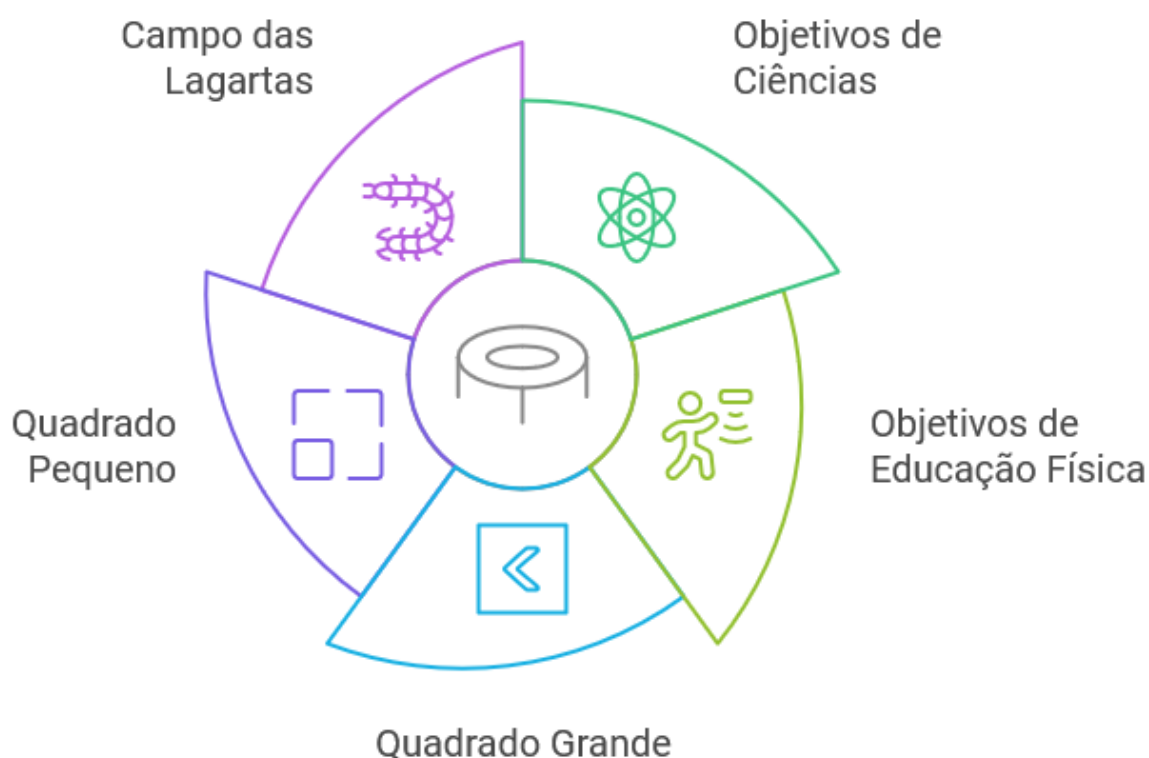 Campo das
Lagartas
Objetivos de
Ciências
Quadrado
Pequeno
Objetivos de
Educação Física
Quadrado Grande